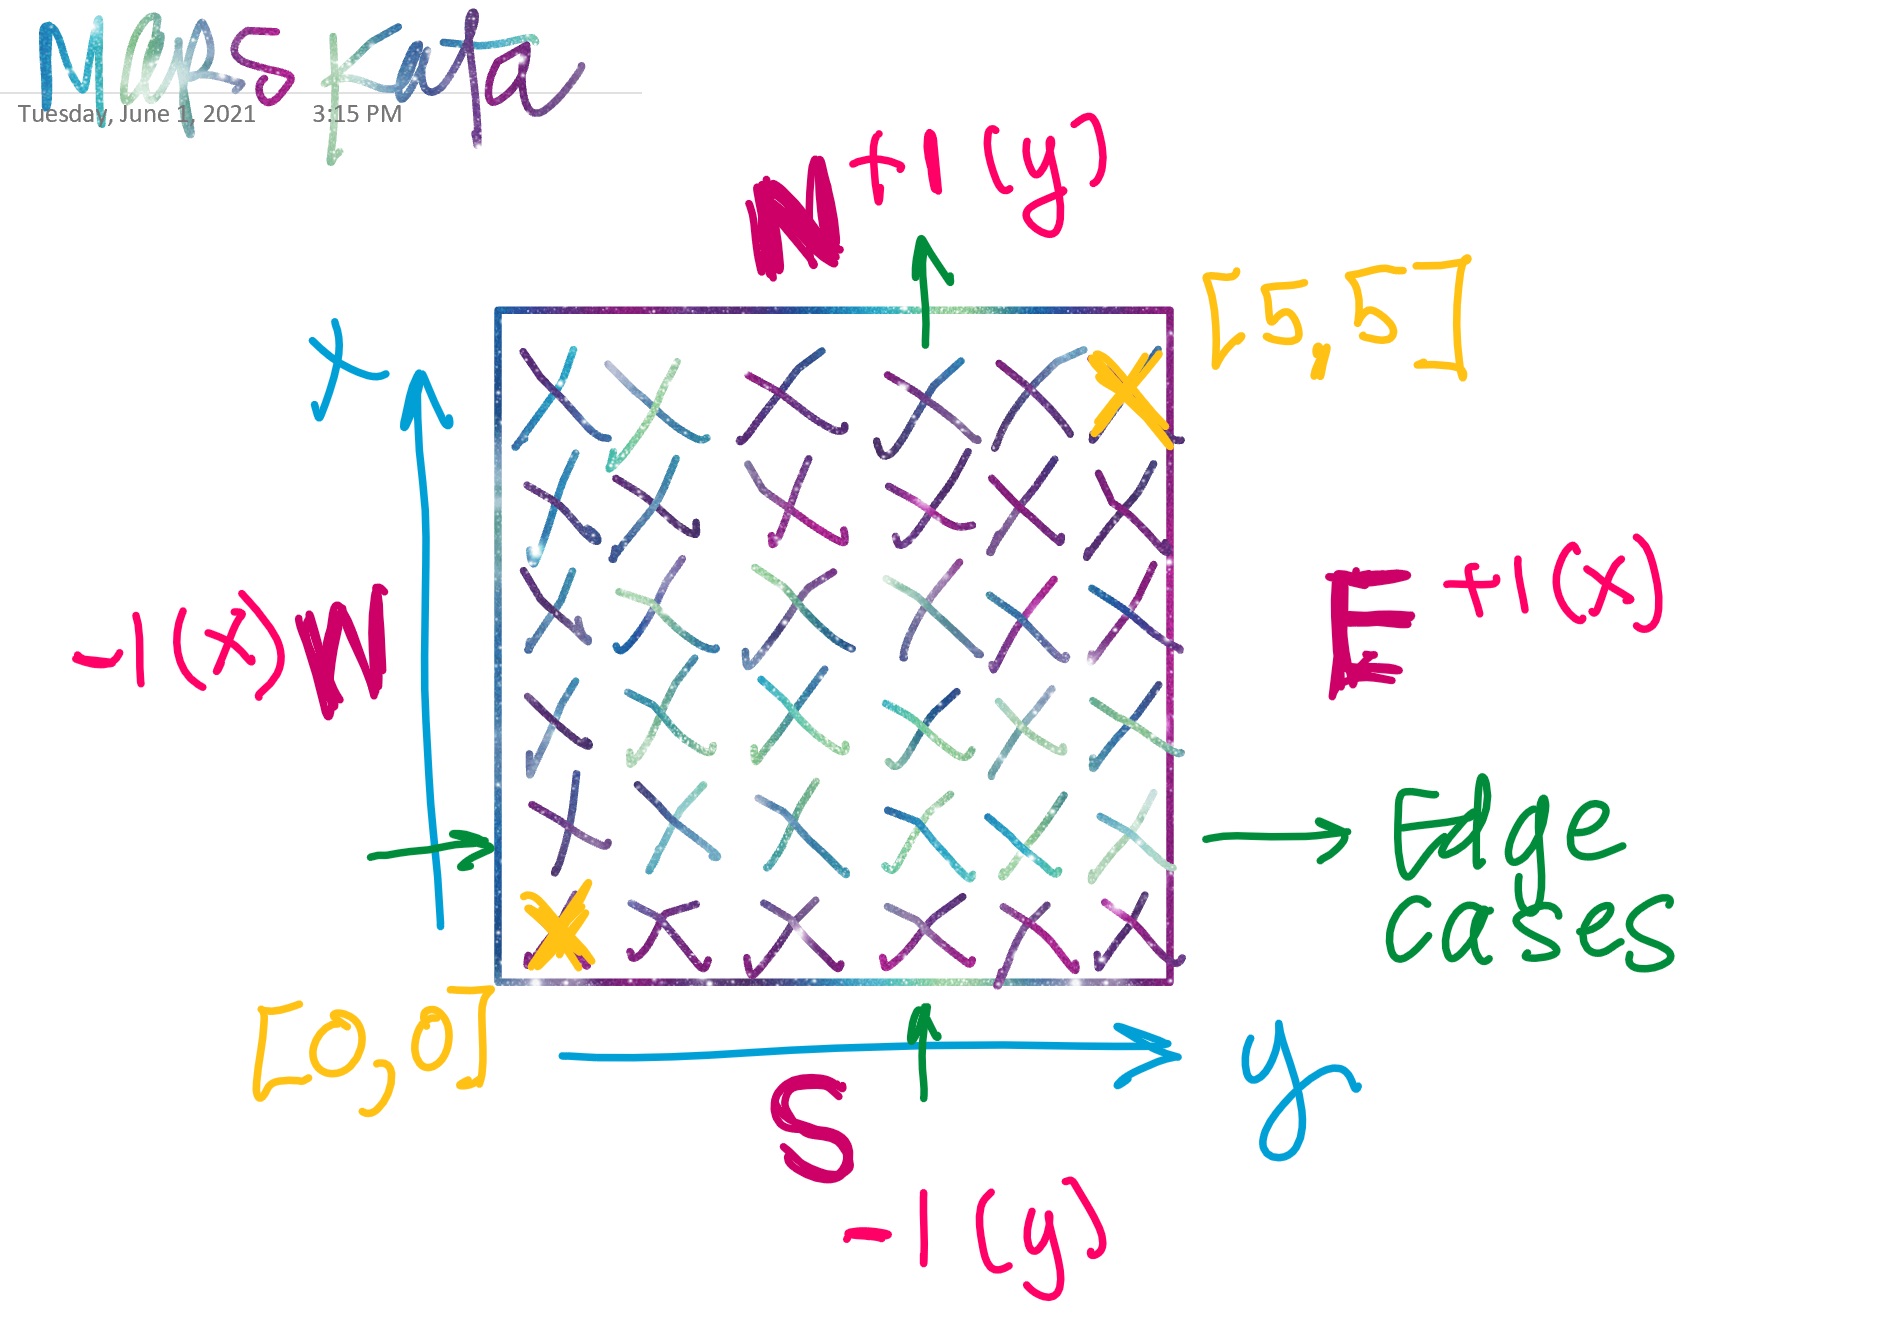 Mars Kata
Tuesday, June 1, 2021 3:15 PM
N +1 (y)
[5,5]
x
-1 (x) W
E +1 (x)
Edge
cases
[0,0]
y
S
-1 (y)